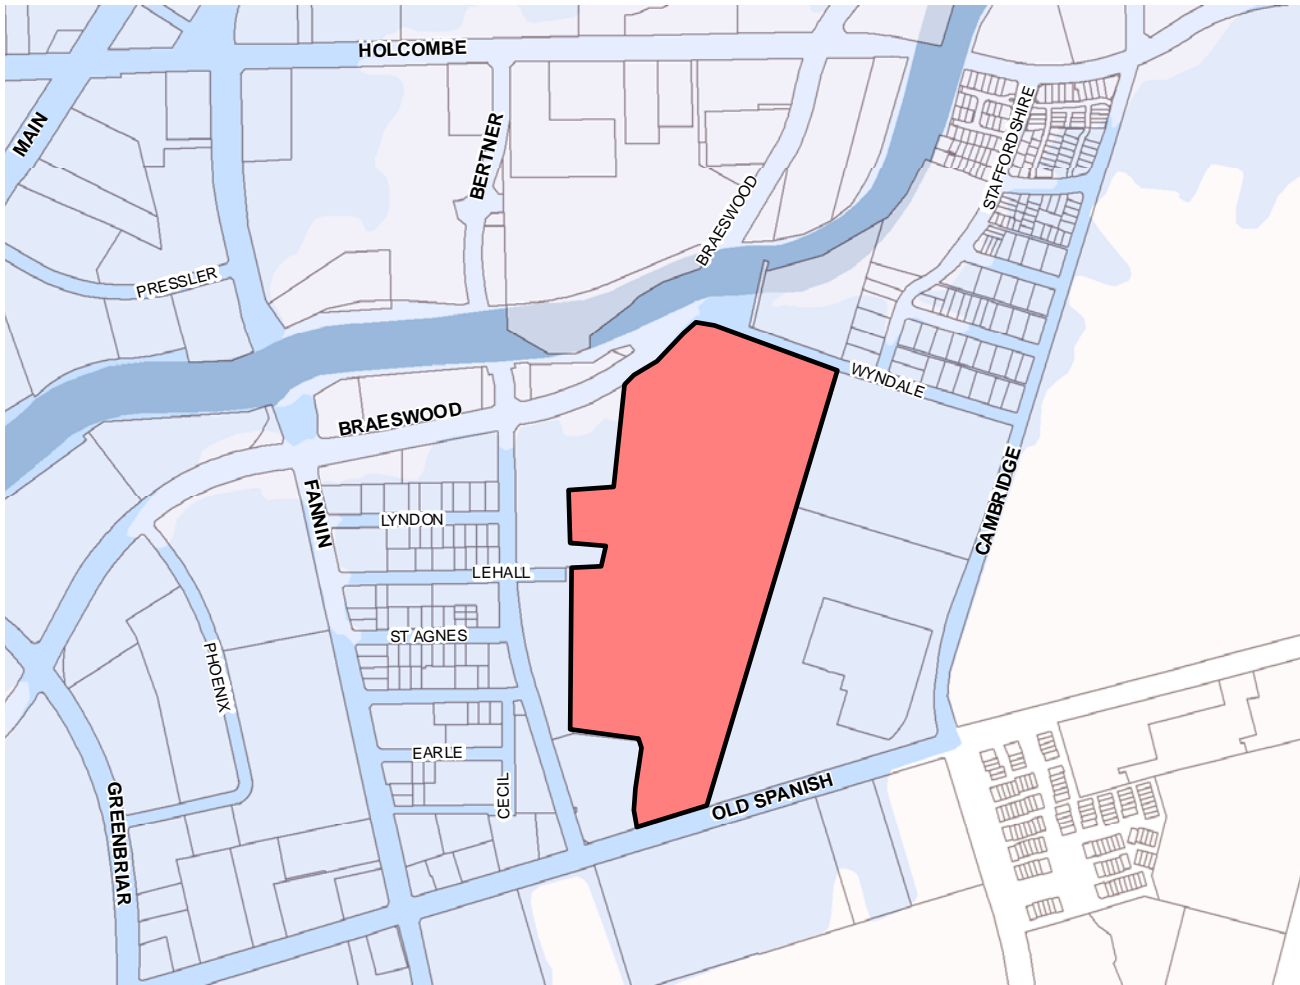 HOLCOMBE
MAIN
BERTNER
STAFFORDSHIRE
BRAESWOOD
PRESSLER
WYNDALE
BRAESWOOD
FANNIN
CAMBRIDGE
LYNDON
LEHALL
ST AGNES
PHOENIX
EARLE
CECIL
OLD SPANISH
GREENBRIAR